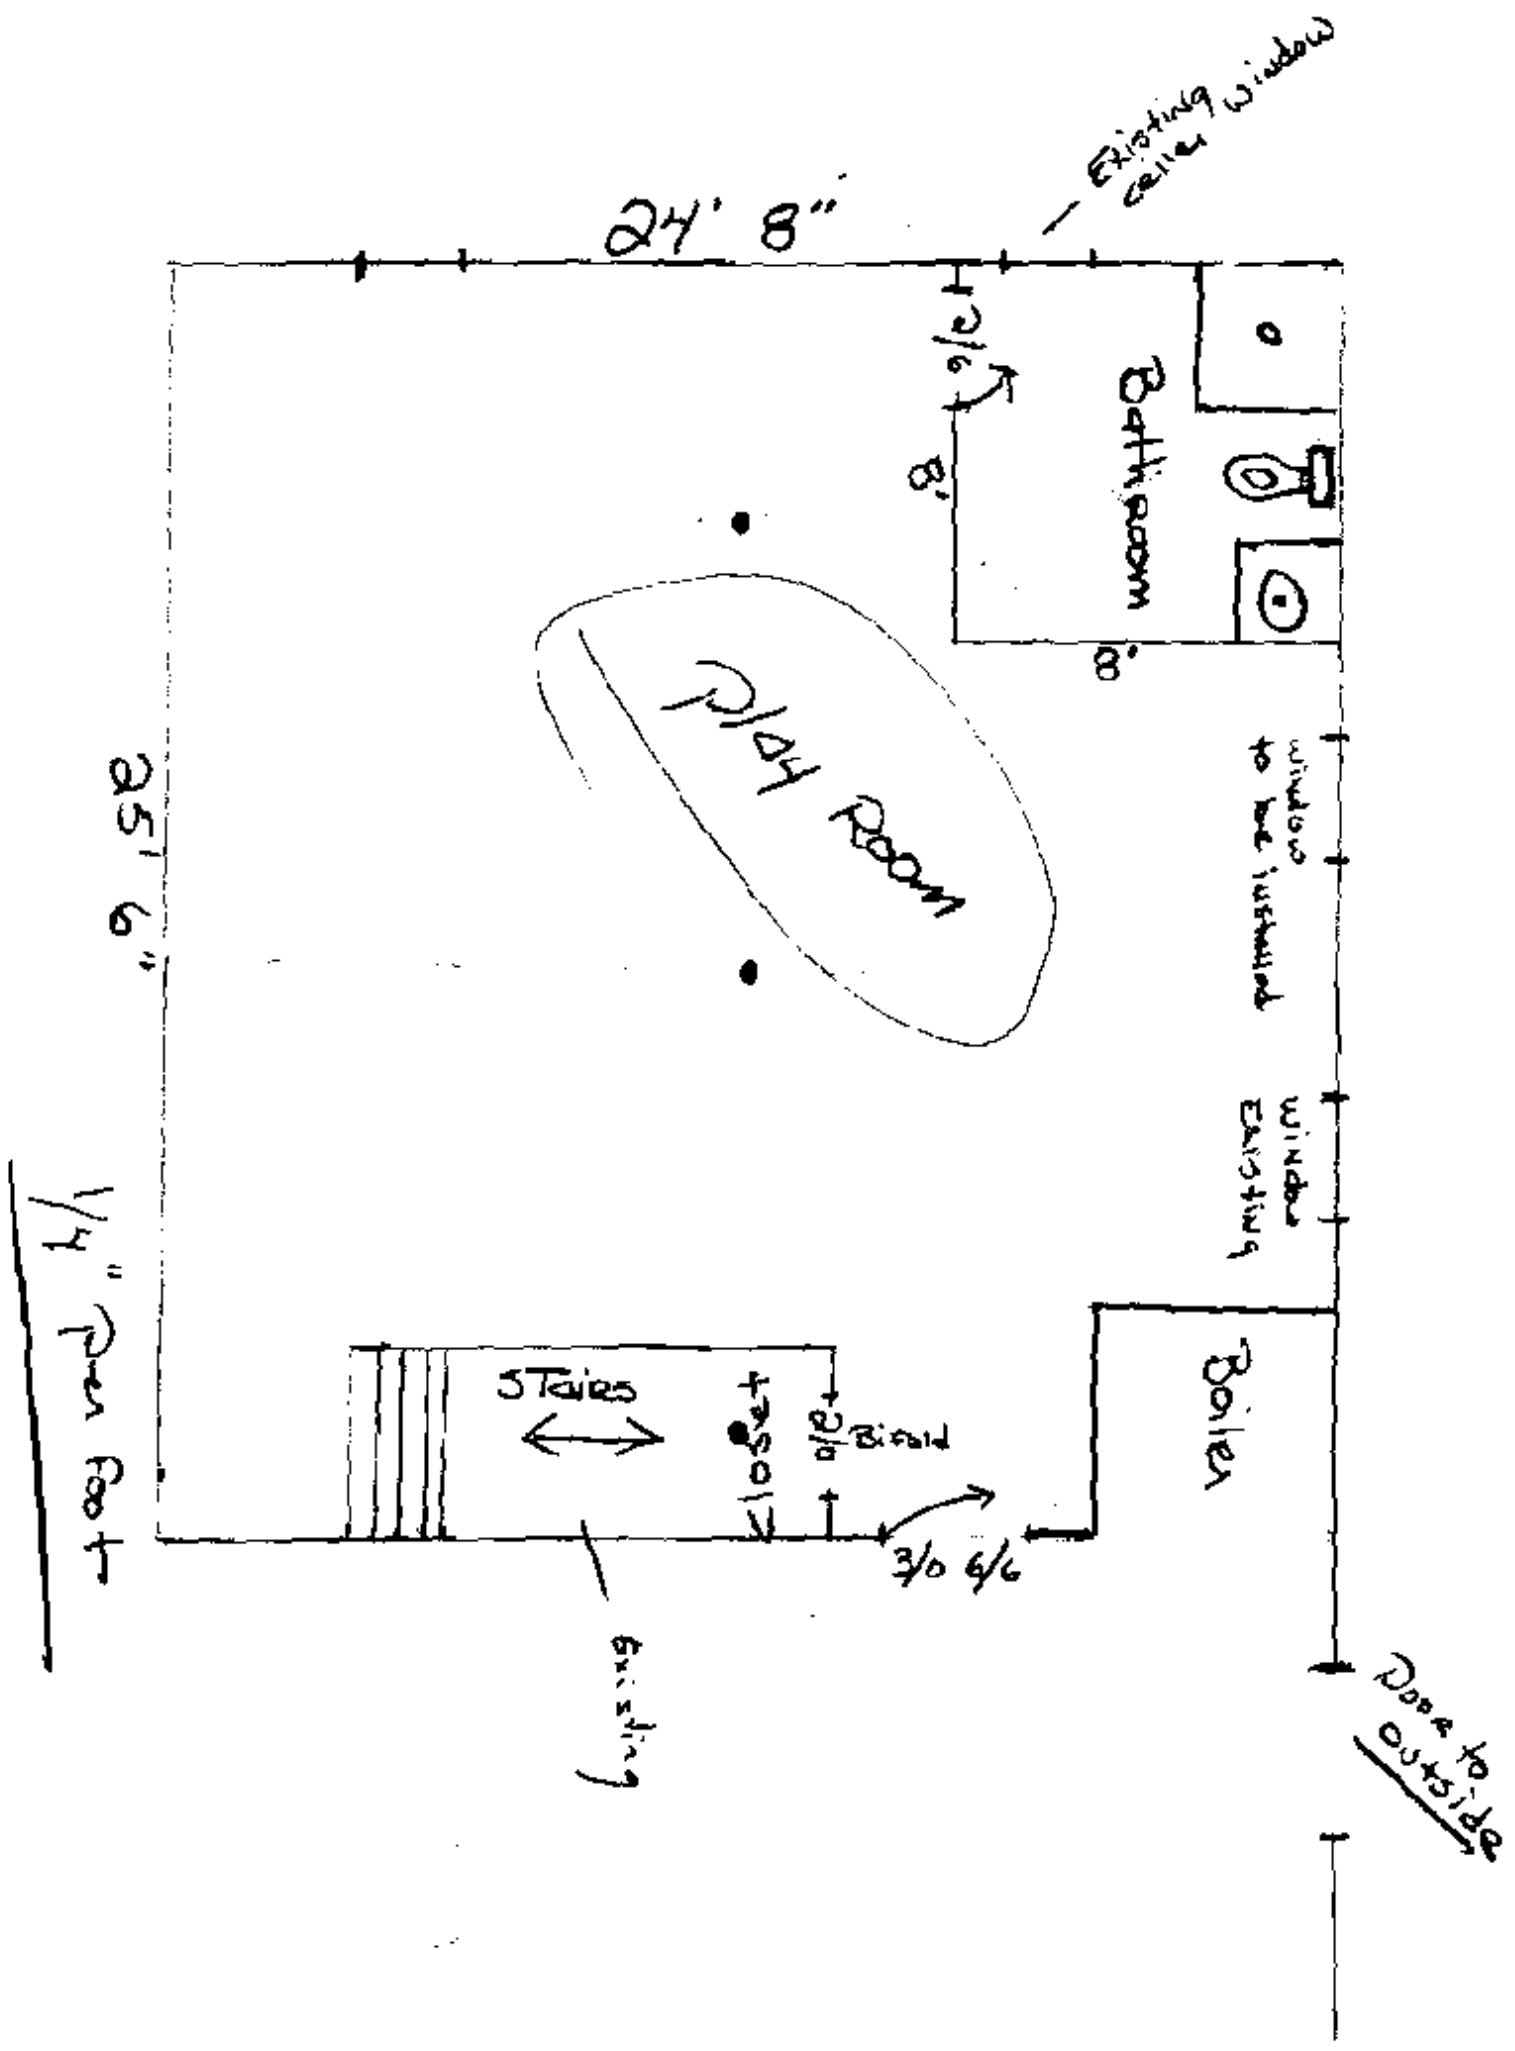 Existing
celler window
24' 8"
2/6
Bathroom
8'
8'
Play Room
window
to be installed
window
Existing
25' 6"
1/4" Per Foot
Boiler
STairs
closet
2/0
Bifold
3/0 6/6
Existing
Door to
outside